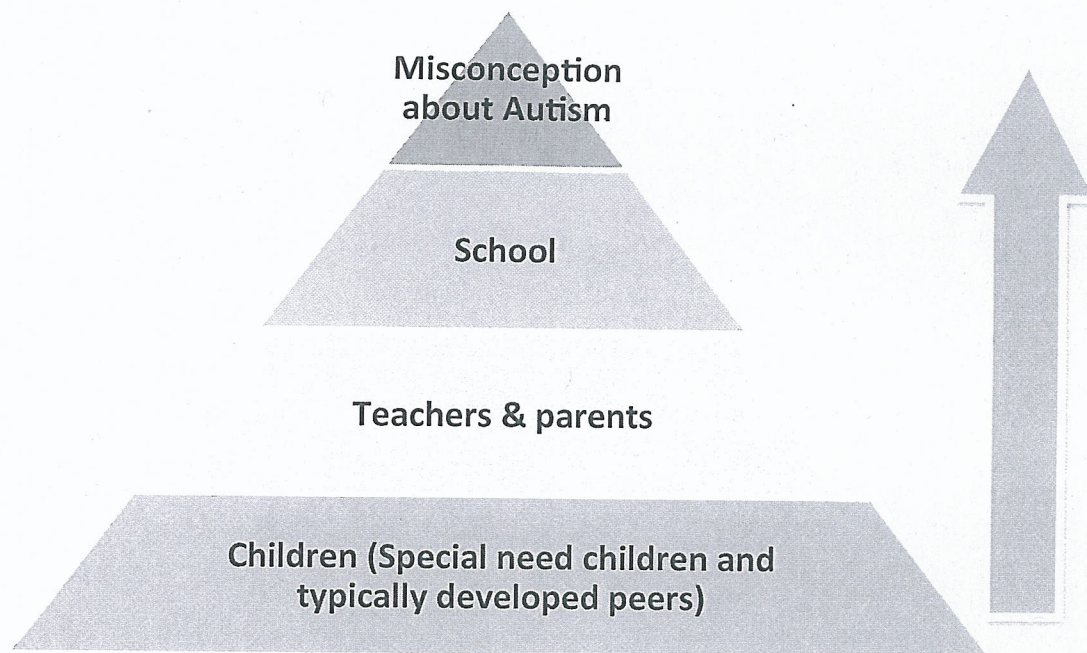 Misconception
about Autism
School
Teachers & parents
Children (Special need children and
typically developed peers)